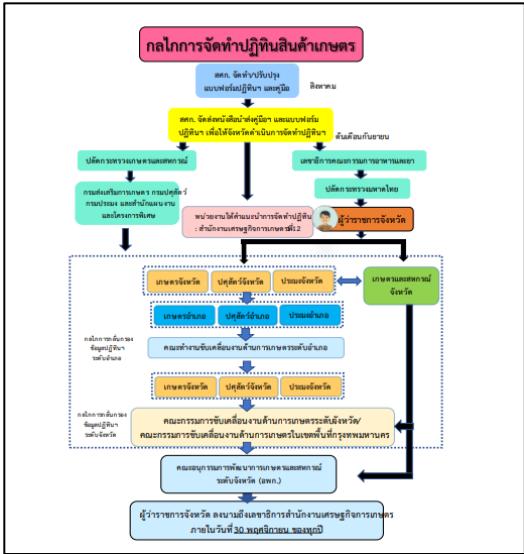 กลไกการจัดทำปฏิทินสินค้าเกษตร
สศก. จัดทำ/ปรับปรุง
แบบฟอร์มปฏิทินฯ และคู่มือ
สิงหาคม
สศก. จัดส่งหนังสือนำส่งคู่มือฯ และแบบฟอร์ม
ปฏิทินฯ เพื่อให้จังหวัดดำเนินการจัดทำปฏิทินฯ
ต้นเดือนกันยายน
ปลัดกระทรวงเกษตรและสหกรณ์
เลขาธิการคณะกรรมการอาหารและยา
กรมส่งเสริมการเกษตร กรมปศุสัตว์
กรมประมง และสำนักแผนงาน
และโครงการพิเศษ
ปลัดกระทรวงมหาดไทย
หน่วยงานให้คำแนะนำการจัดทำปฏิทิน
: สำนักงานเศรษฐกิจการเกษตรที่12
ผู้ว่าราชการจังหวัด
เกษตรจังหวัด
ปศุสัตว์จังหวัด
ประมงจังหวัด
เกษตรและสหกรณ์
จังหวัด
เกษตรอำเภอ
ปศุสัตว์อำเภอ
ประมงอำเภอ
กลไกการกลั่นกรอง
ข้อมูลปฏิทินฯ
ระดับอำเภอ
คณะทำงานขับเคลื่อนงานด้านการเกษตรระดับอำเภอ
เกษตรจังหวัด
ปศุสัตว์จังหวัด
ประมงจังหวัด
กลไกการกลั่นกรอง
ข้อมูลปฏิทินฯ
ระดับจังหวัด
คณะกรรมการขับเคลื่อนงานด้านการเกษตรระดับจังหวัด/
คณะกรรมการขับเคลื่อนงานด้านการเกษตรในเขตพื้นที่กรุงเทพมหานคร
คณะอนุกรรมการพัฒนาการเกษตรและสหกรณ์
ระดับจังหวัด (อพก.)
ผู้ว่าราชการจังหวัด ลงนามถึงเลขาธิการสำนักงานเศรษฐกิจการเกษตร
ภายในวันที่ 30 พฤศจิกายน ของทุกปี